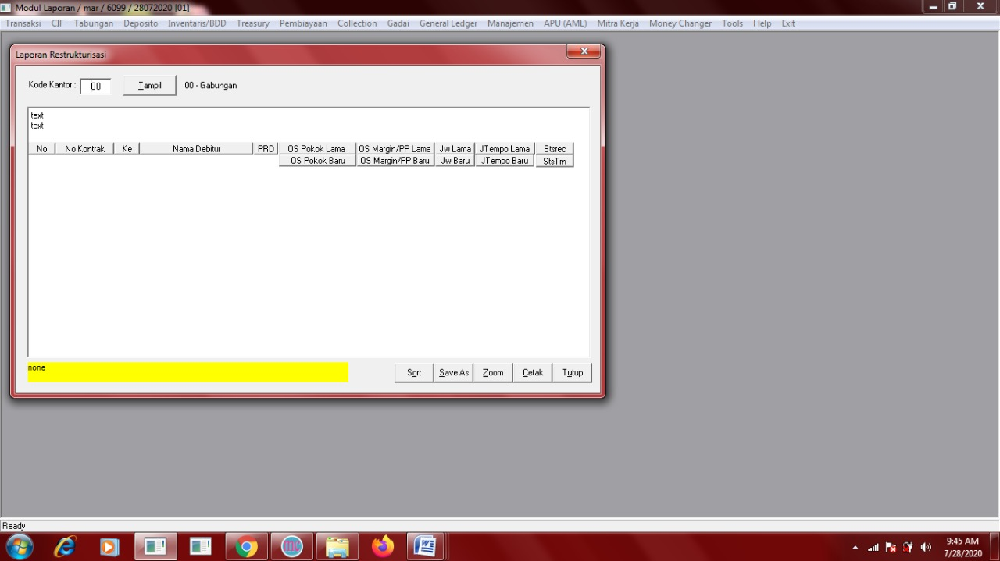 Modul Laporan / mar / 6099 / 28072020 [01]
Transaksi CIF Tabungan Deposito Inventaris/BDD Treasury Pembiayaan Collection Gadai General Ledger Manajemen APU (AML) Mitra Kerja Money Changer Tools Help Exit
Laporan Restrukturisasi
Kode Kantor : 00 Tampil 00 - Gabungan
text
text
No No Kontrak Ke Nama Debitur PRD OS Pokok Lama OS Margin/PP Lama Jw Lama JTempo Lama Stsrec
OS Pokok Baru OS Margin/PP Baru Jw Baru JTempo Baru StsTrn
none
Sort Save As Zoom Cetak Tutup
Ready
9:45 AM
7/28/2020